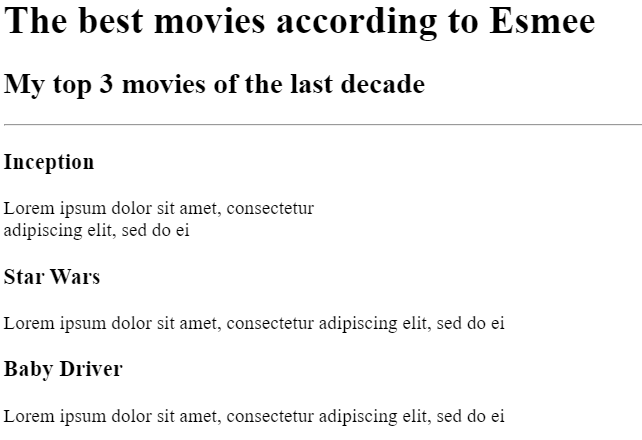 The best movies according to Esmee
My top 3 movies of the last decade
Inception
Lorem ipsum dolor sit amet, consectetur
adipiscing elit, sed do ei
Star Wars
Lorem ipsum dolor sit amet, consectetur adipiscing elit, sed do ei
Baby Driver
Lorem ipsum dolor sit amet, consectetur adipiscing elit, sed do ei